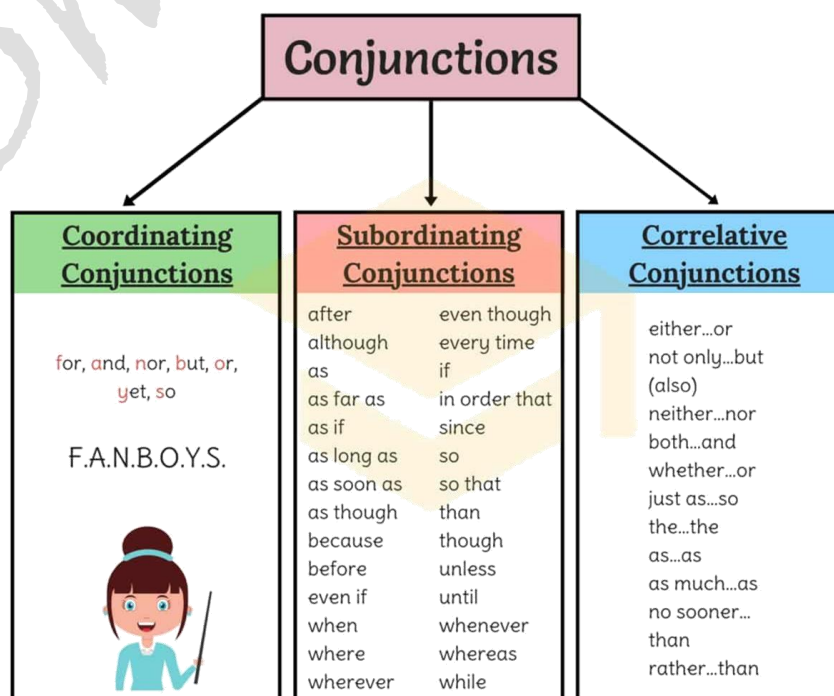 Conjunctions
Coordinating
Conjunctions
for, and, nor, but, or,
yet, so
F.A.N.B.O.Y.S.
Subordinating
Conjunctions
after
although
as
as far as
as if
as long as
as soon as
as though
because
before
even if
when
where
wherever
even though
every time
if
in order that
since
so
so that
than
though
unless
until
whenever
whereas
while
Correlative
Conjunctions
either...or
not only...but
(also)
neither...nor
both...and
whether...or
just as...so
the...the
as...as
as much...as
no sooner...
than
rather...than